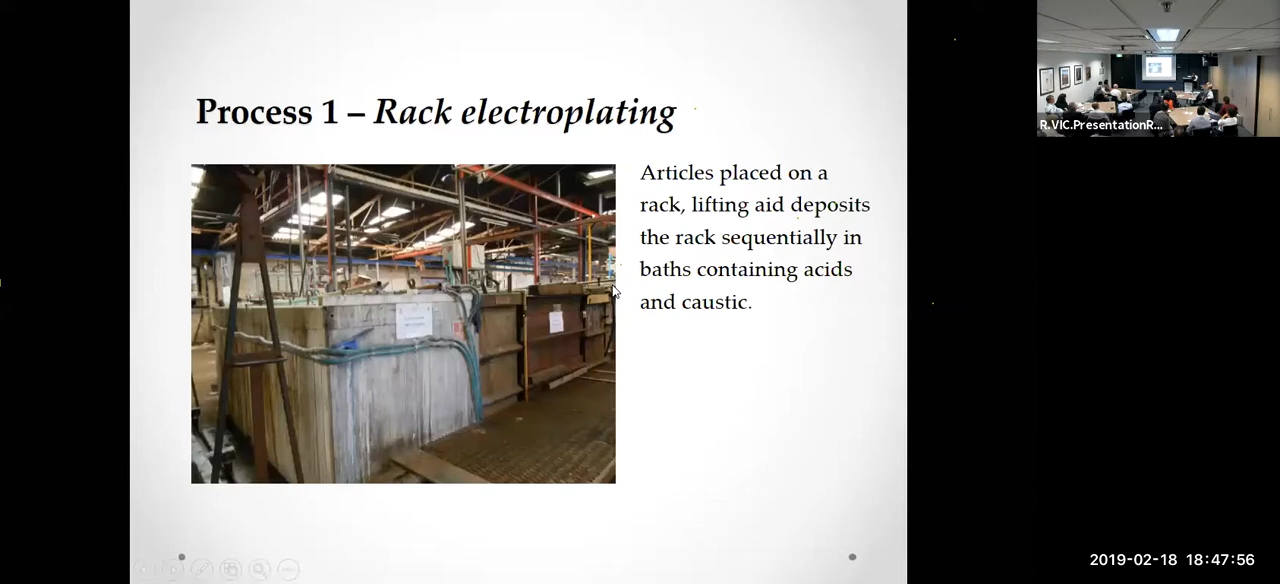 Process 1 – Rack electroplating
Articles placed on a
rack, lifting aid deposits
the rack sequentially in
baths containing acids
and caustic.
R.VIC.PresentationR...
2019-02-18 18:47:56